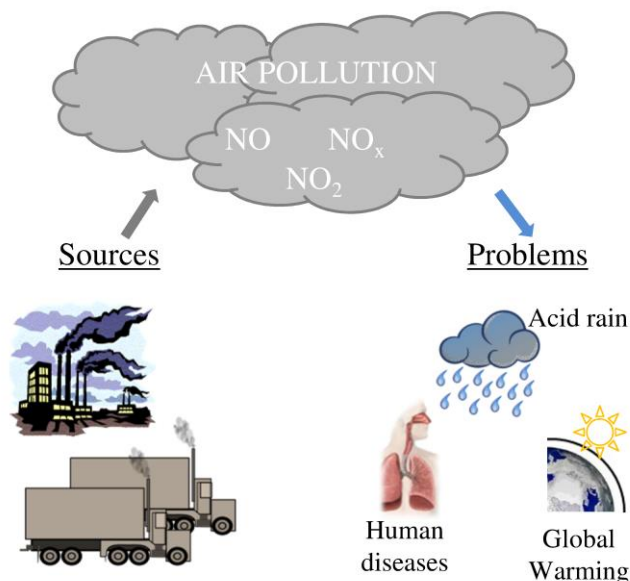 AIR POLLUTION
NO NOₓ
NO₂
Sources
Problems
Acid rain
Human
diseases
Global
Warming